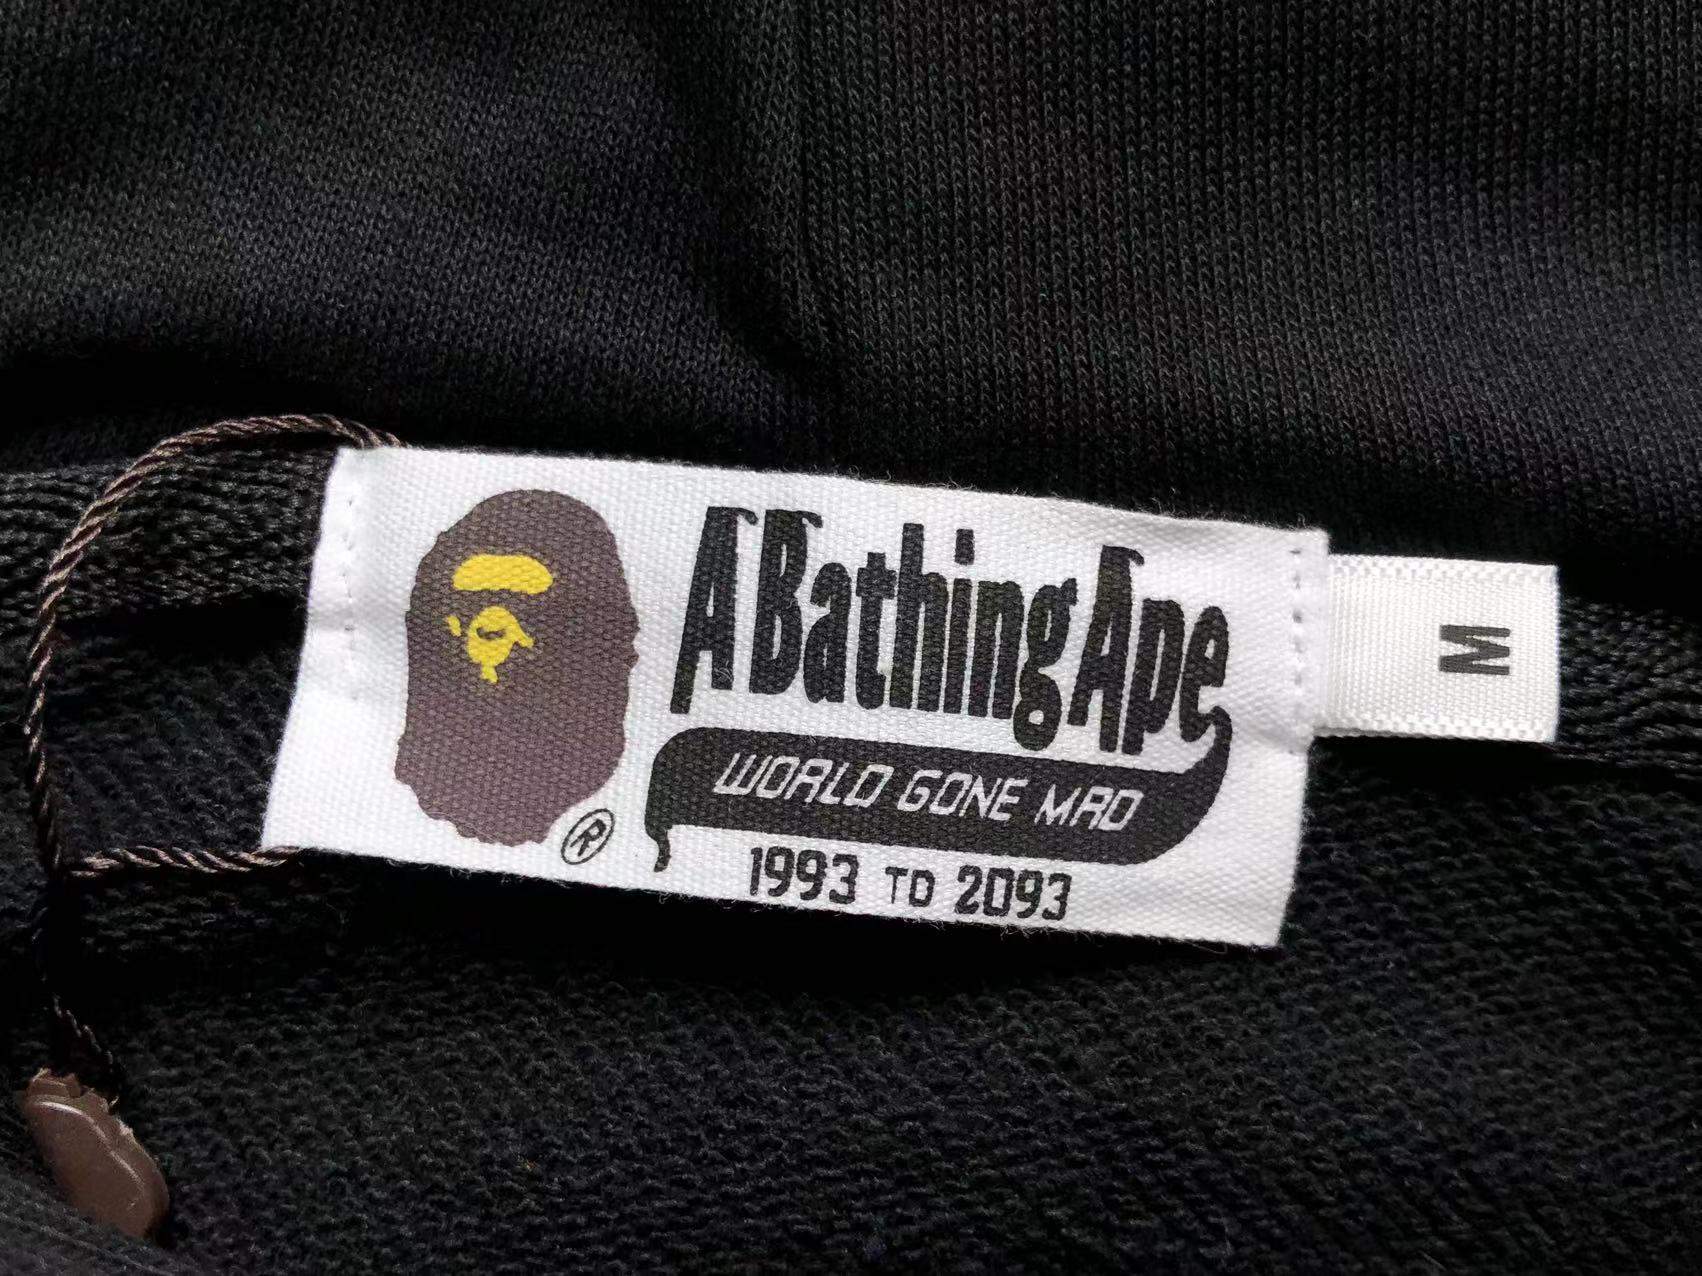 A Bathing Ape
WORLD GONE MAD
1993 TO 2093
®
M